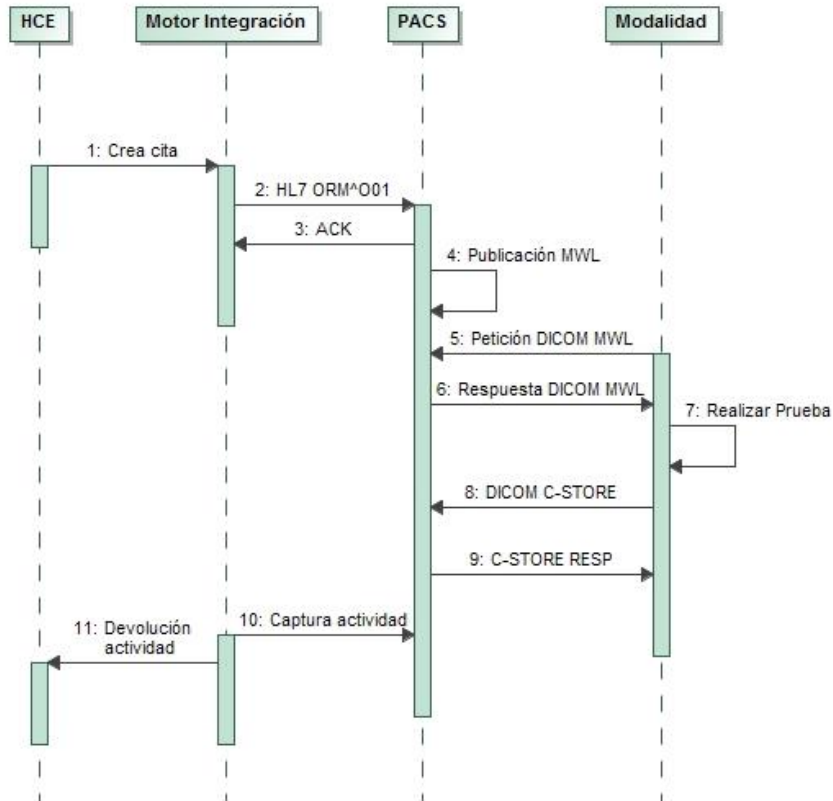 HCE
Motor Integración
PACS
Modalidad
1: Crea cita
2: HL7 ORM^O01
3: ACK
4: Publicación MWL
5: Petición DICOM MWL
6: Respuesta DICOM MWL
7: Realizar Prueba
8: DICOM C-STORE
9: C-STORE RESP
10: Captura actividad
11: Devolución
actividad